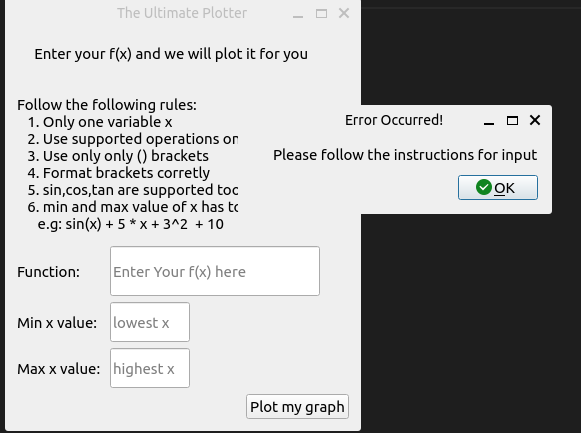 The Ultimate Plotter
Enter your f(x) and we will plot it for you
Follow the following rules:
1. Only one variable x
2. Use supported operations on
3. Use only only () brackets
4. Format brackets corretly
5. sin,cos,tan are supported too
6. min and max value of x has to
e.g: sin(x) + 5 * x + 3^2 + 10
Function:
Enter Your f(x) here
Min x value:
lowest x
Max x value:
highest x
Plot my graph
Error Occurred!
Please follow the instructions for input
OK